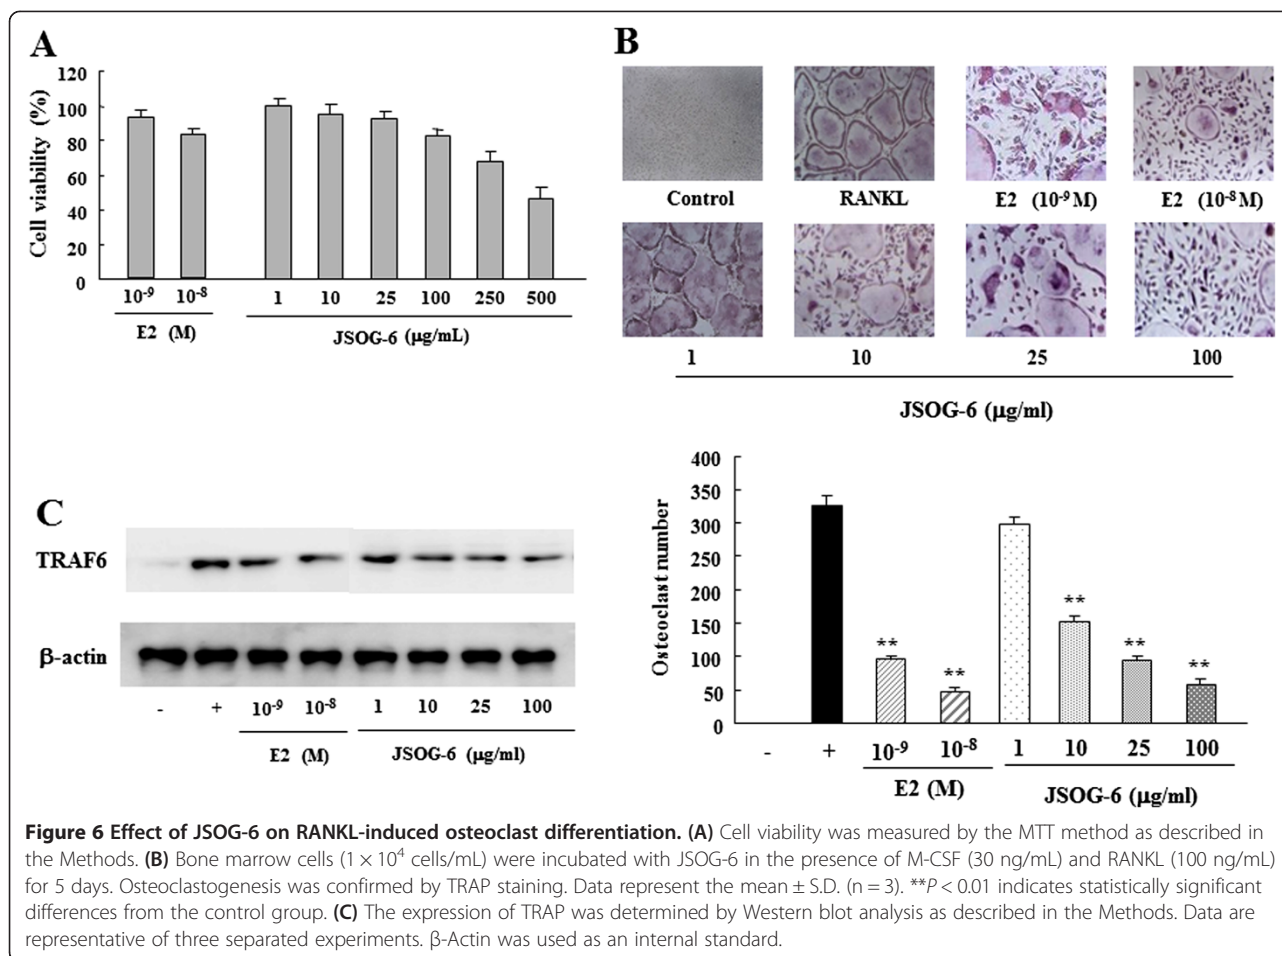 A
120
100
80
60
40
20
0
Cell viability (%)
10⁻⁹ 10⁻⁸ 1 10 25 100 250 500
E2 (M) JSOG-6 (μg/mL)
B
Control RANKL E2 (10⁻⁹M) E2 (10⁻⁸M)
1 10 25 100
JSOG-6 (μg/ml)
400
350
300
250
200
150
100
50
0
Osteoclast number
** ** ** ** **
- + 10⁻⁹ 10⁻⁸ 1 10 25 100
E2 (M) JSOG-6 (μg/ml)
C
TRAF6
β-actin
- + 10⁻⁹ 10⁻⁸ 1 10 25 100
E2 (M) JSOG-6 (μg/ml)
Figure 6 Effect of JSOG-6 on RANKL-induced osteoclast differentiation. (A) Cell viability was measured by the MTT method as described in
the Methods. (B) Bone marrow cells (1 × 10⁴ cells/mL) were incubated with JSOG-6 in the presence of M-CSF (30 ng/mL) and RANKL (100 ng/mL)
for 5 days. Osteoclastogenesis was confirmed by TRAP staining. Data represent the mean ± S.D. (n = 3). **P < 0.01 indicates statistically significant
differences from the control group. (C) The expression of TRAP was determined by Western blot analysis as described in the Methods. Data are
representative of three separated experiments. β-Actin was used as an internal standard.